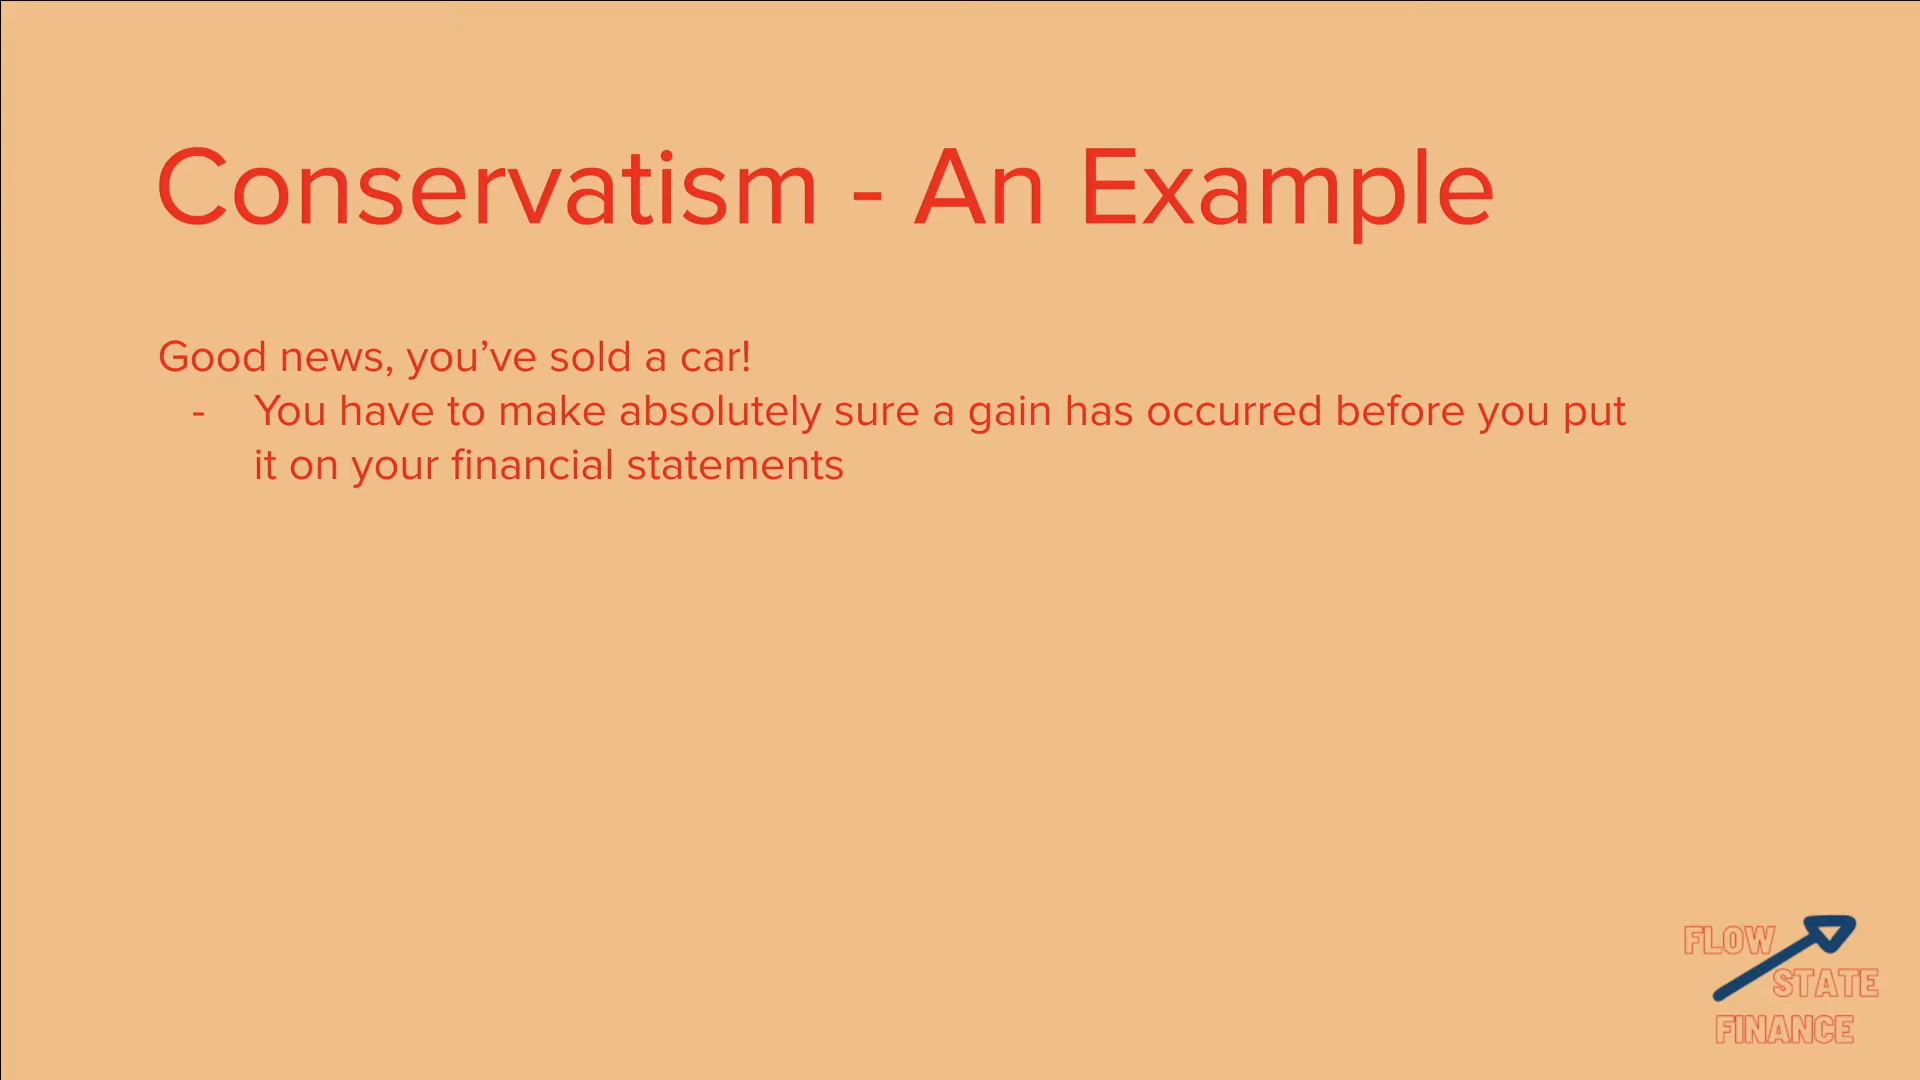 Conservatism - An Example
Good news, you’ve sold a car!
- You have to make absolutely sure a gain has occurred before you put
it on your financial statements
FLOW
STATE
FINANCE